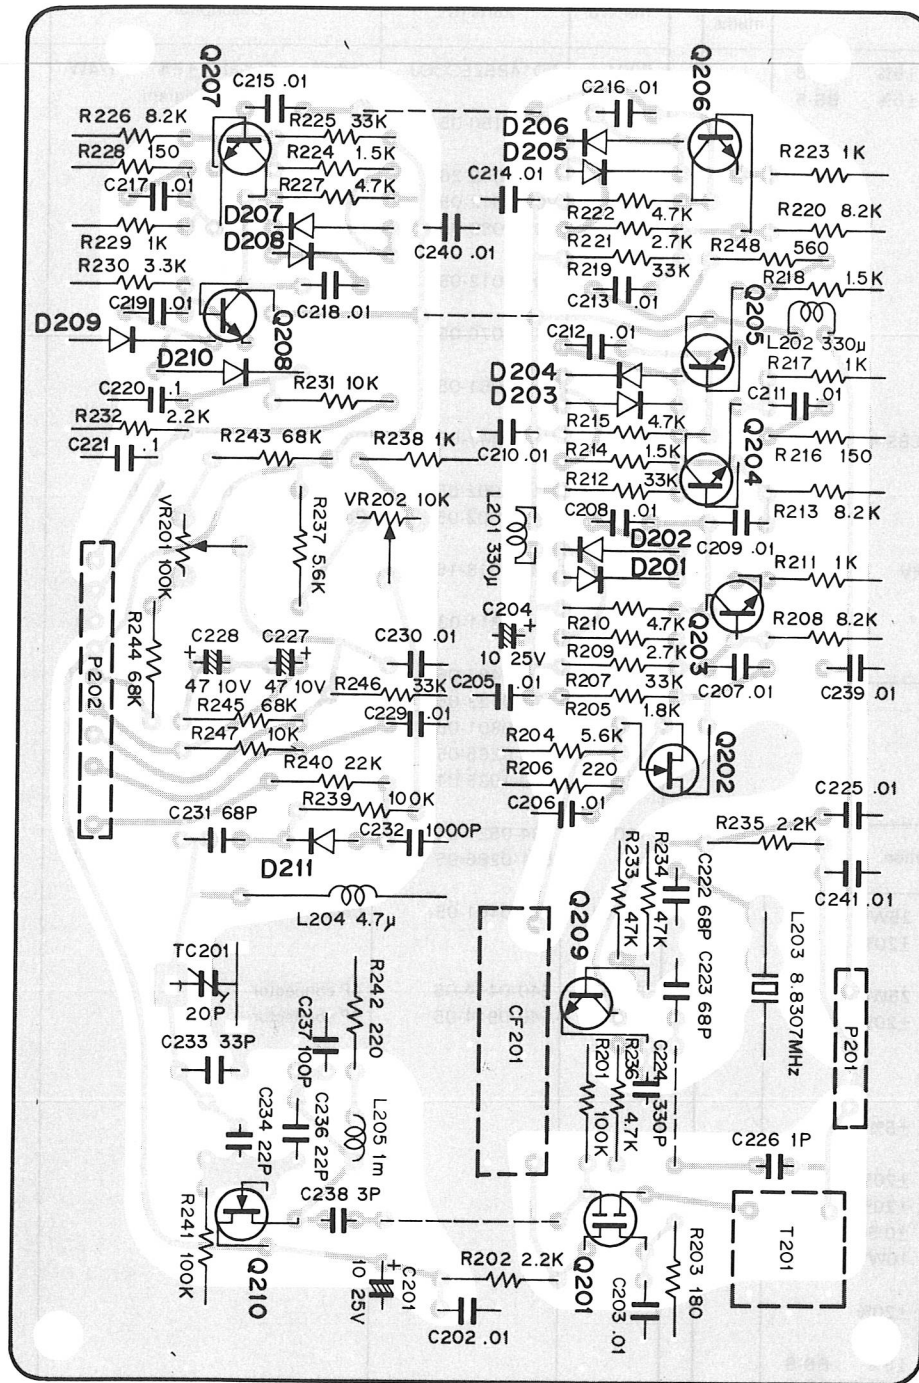 Q207
C215 .01
C216 .01
Q206
R226 8.2K
R225 33K
D206
D205
R228 150
R224 1.5K
R223 1K
C217 .01
R227 4.7K
C214 .01
D207
D208
R222 4.7K
R220 8.2K
R229 1K
C240 .01
R221 2.7K
R248 560
R230 3.3K
R219 33K
R218 1.5K
C219 .01
C218 .01
C213 .01
Q208
Q205
D209
D210
C212 .01
L202 330μ
D204
D203
R217 1K
C220 .1
R231 10K
C211 .01
R232 2.2K
R215 4.7K
C221 .1
R243 68K
R238 1K
C210 .01
R214 1.5K
Q204
R216 150
R212 33K
VR201 100K
R237 5.6K
VR202 10K
L201 330μ
C208 .01
R213 8.2K
D202
D201
C209 .01
R211 1K
P202
R244 68K
C204
+
10 25V
R210 4.7K
Q203
R208 8.2K
C228
+
47 10V
C227
+
47 10V
C230 .01
R209 2.7K
R246 33K
C205 .01
R207 33K
C207 .01
C239 .01
R245 68K
C229 .01
R205 1.8K
R247 10K
R204 5.6K
Q202
R240 22K
R206 220
R239 100K
C206 .01
C225 .01
C231 68P
C232 1000P
R235 2.2K
D211
R233 47K
R234 47K
C222 68P
C241 .01
L204 4.7μ
Q209
CF201
C223 68P
L203 8.8307MHz
P201
TC201
20P
R242 220
C237 100P
C233 33P
R201 100K
R236 4.7K
C224 330P
C234 22P
C236 22P
L205 1m
C226 1P
C238 3P
R241 100K
Q210
C201
+
10 25V
R202 2.2K
Q201
R203 180
T201
C202 .01
C203 .01